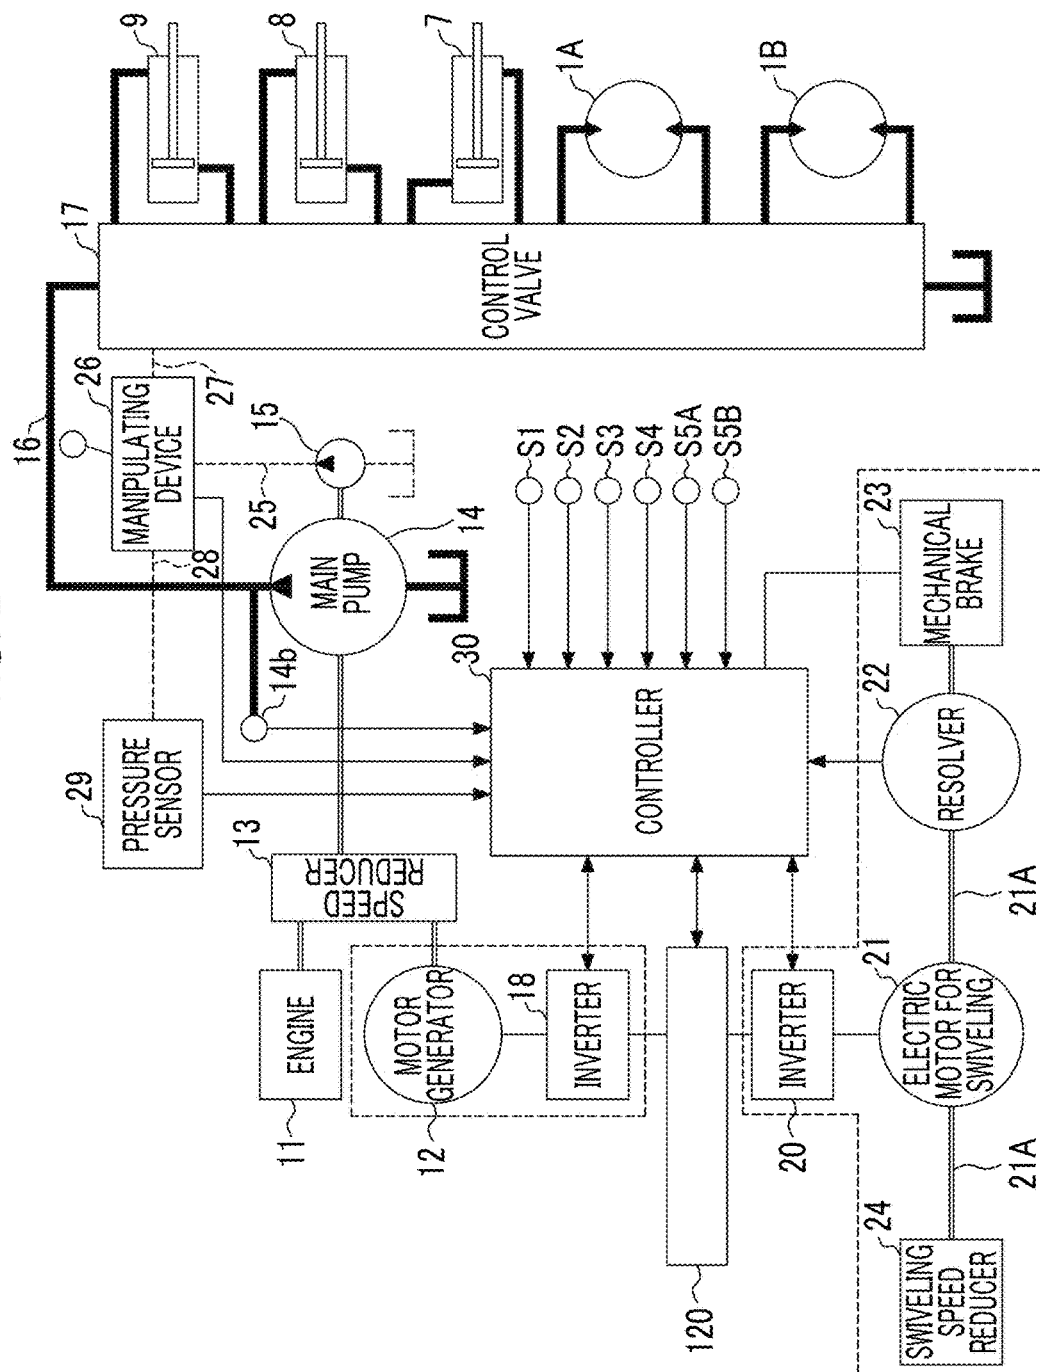 11
ENGINE
12
MOTOR
GENERATOR
18
INVERTER
120
20
INVERTER
24
SWIVELING
SPEED
REDUCER
21A
21
ELECTRIC
MOTOR FOR
SWIVELING
21A
22
RESOLVER
23
MECHANICAL
BRAKE
13
SPEED
REDUCER
29
PRESSURE
SENSOR
14b
30
CONTROLLER
28
16
26
MANIPULATING
DEVICE
27
25
15
14
MAIN
PUMP
S1
S2
S3
S4
S5A
S5B
17
CONTROL
VALVE
9
8
7
1A
1B